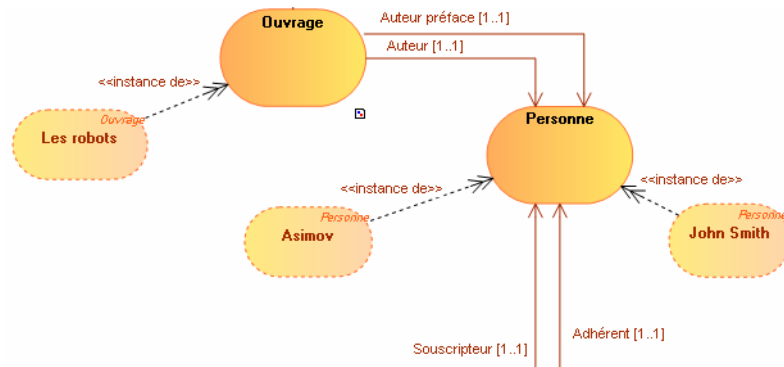 Ouvrage
Auteur préface [1..1]
Auteur [1..1]
<<instance de>>
Ouvrage
Les robots
Personne
<<instance de>>
<<instance de>>
Personne
Asimov
Personne
John Smith
Souscripteur [1..1]
Adhérent [1..1]